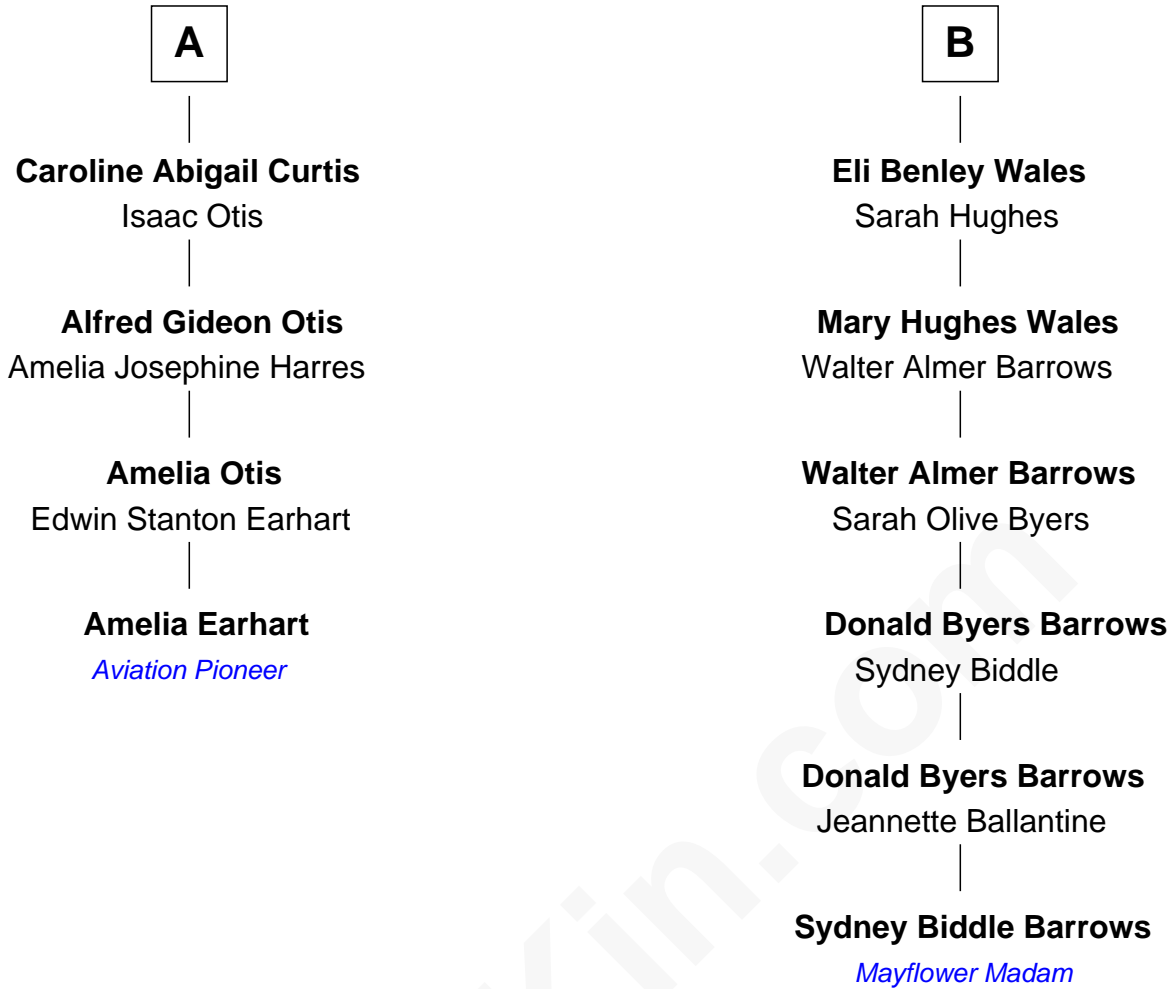 A
Caroline Abigail Curtis
Isaac Otis
Alfred Gideon Otis
Amelia Josephine Harres
Amelia Otis
Edwin Stanton Earhart
Amelia Earhart
Aviation Pioneer
B
Eli Benley Wales
Sarah Hughes
Mary Hughes Wales
Walter Almer Barrows
Walter Almer Barrows
Sarah Olive Byers
Donald Byers Barrows
Sydney Biddle
Donald Byers Barrows
Jeannette Ballantine
Sydney Biddle Barrows
Mayflower Madam
Kin.com